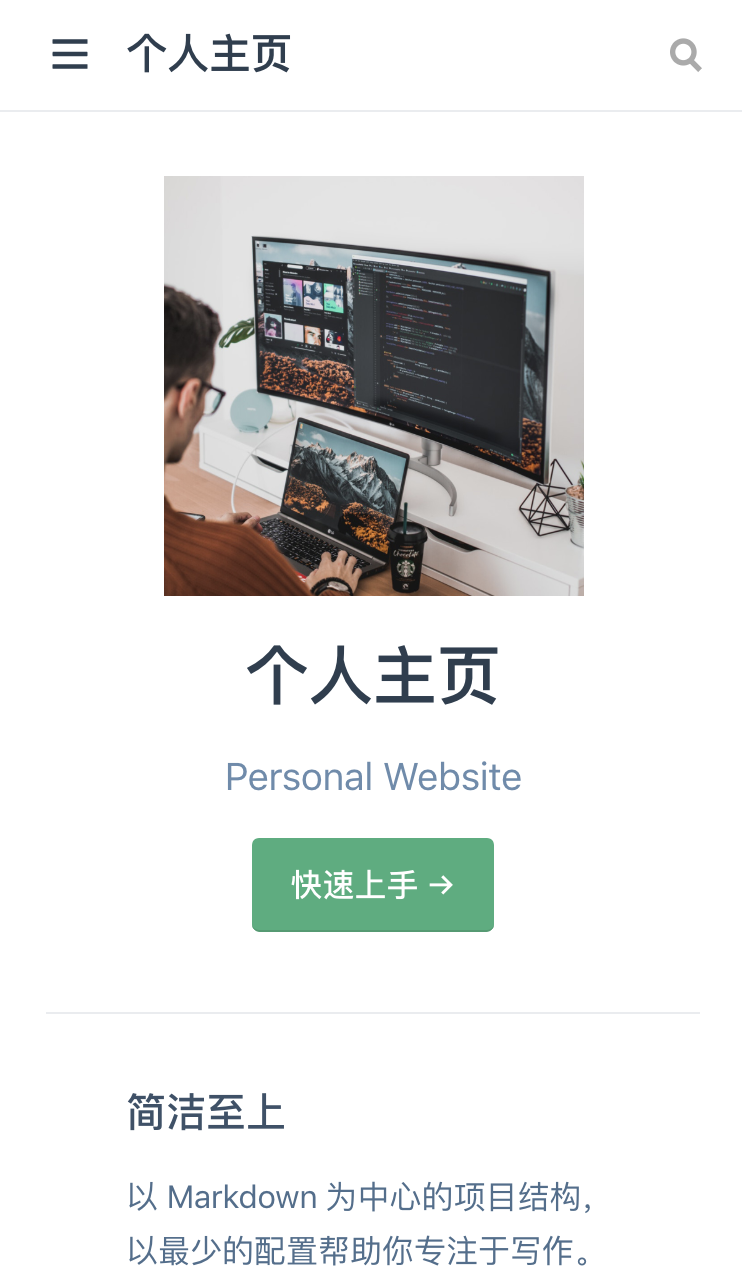 个人主页
Chocolate
个人主页
Personal Website
快速上手 →
简洁至上
以 Markdown 为中心的项目结构，
以最少的配置帮助你专注于写作。